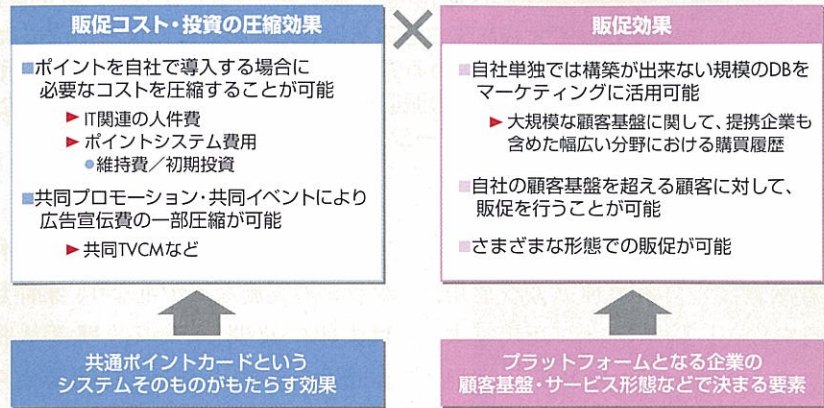 販促コスト・投資の圧縮効果
■ポイントを自社で導入する場合に
必要なコストを圧縮することが可能
▶IT関連の人件費
▶ポイントシステム費用
●維持費／初期投資
■共同プロモーション・共同イベントにより
広告宣伝費の一部圧縮が可能
▶共同TVCMなど
共通ポイントカードという
システムそのものがもたらす効果
×
販促効果
■自社単独では構築が出来ない規模のDBを
マーケティングに活用可能
▶大規模な顧客基盤に関して、提携企業も
含めた幅広い分野における購買履歴
■自社の顧客基盤を超える顧客に対して、
販促を行うことが可能
■さまざまな形態での販促が可能
プラットフォームとなる企業の
顧客基盤・サービス形態などで決まる要素